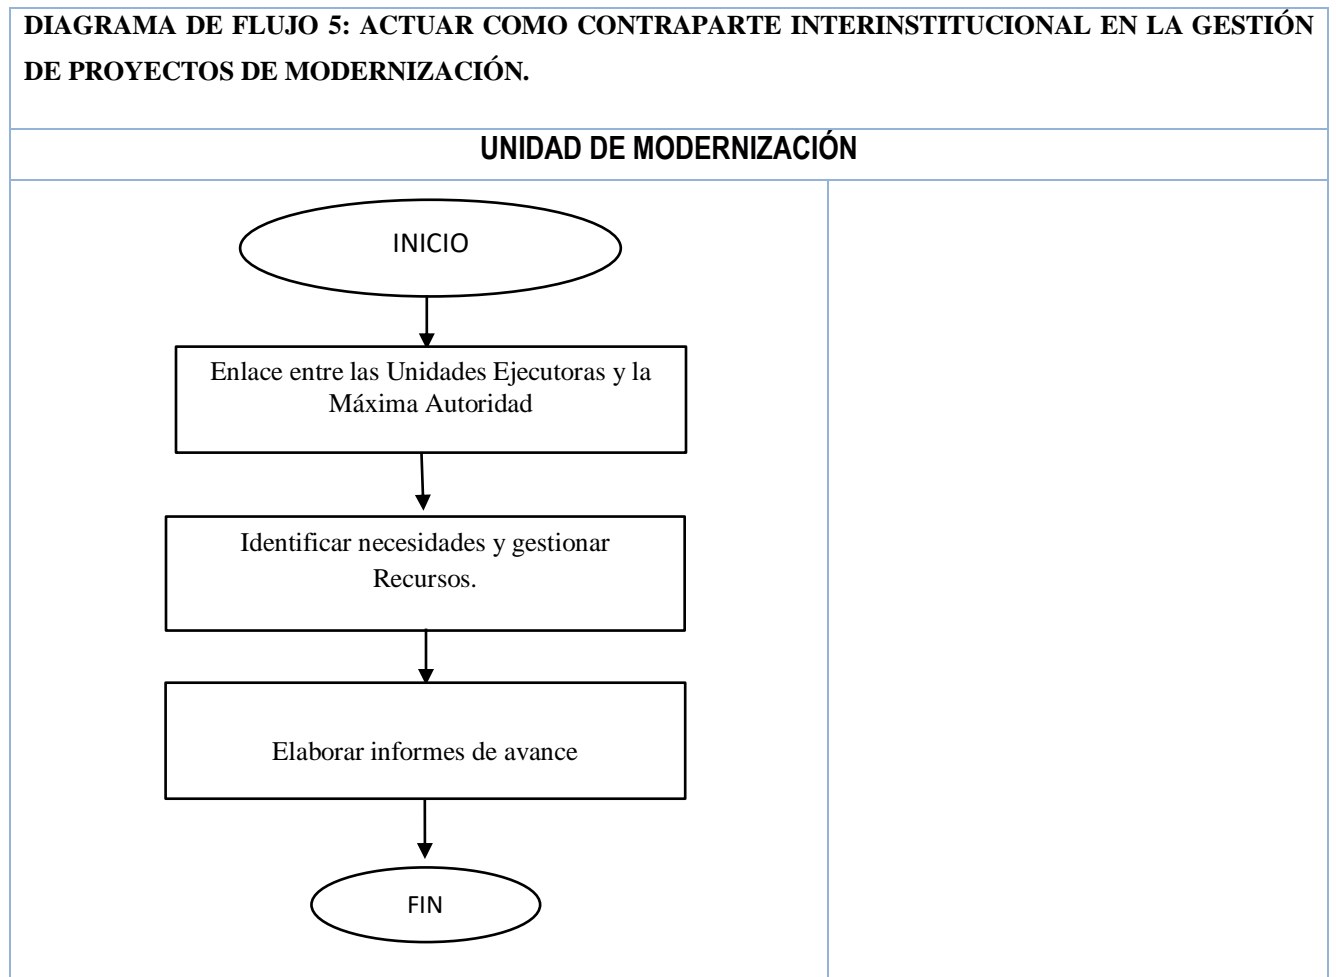 DIAGRAMA DE FLUJO 5: ACTUAR COMO CONTRAPARTE INTERINSTITUCIONAL EN LA GESTIÓN
DE PROYECTOS DE MODERNIZACIÓN.
UNIDAD DE MODERNIZACIÓN
INICIO
Enlace entre las Unidades Ejecutoras y la
Máxima Autoridad
Identificar necesidades y gestionar
Recursos.
Elaborar informes de avance
FIN